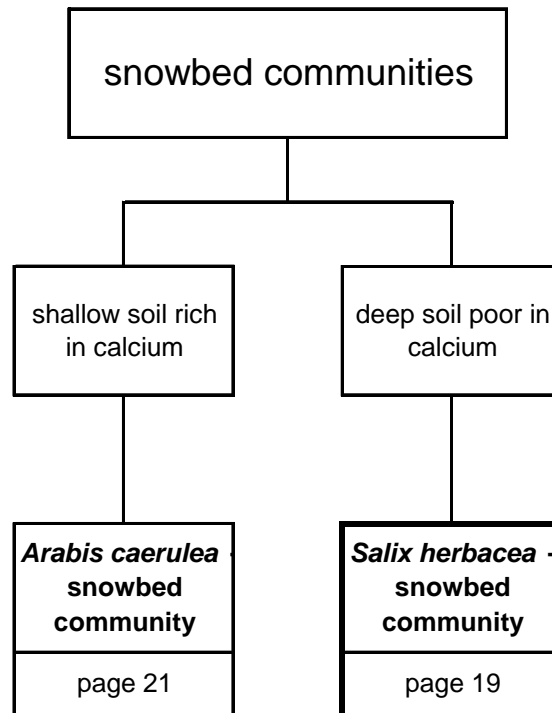 snowbed communities
shallow soil rich
in calcium
deep soil poor in
calcium
Arabis caerulea -
snowbed
community
page 21
Salix herbacea -
snowbed
community
page 19